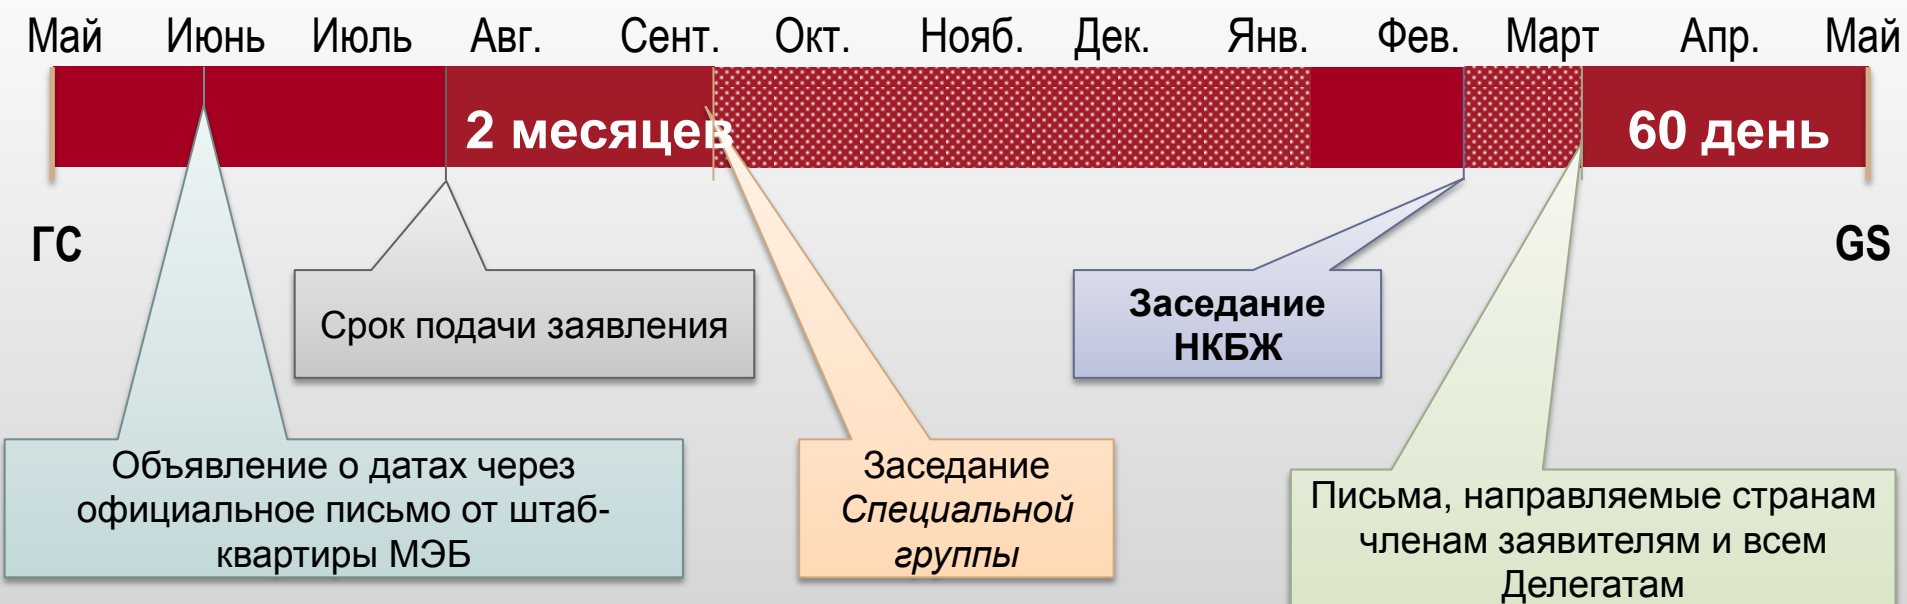 Май Июнь Июль Авг. Сент. Окт. Нояб. Дек. Янв. Фев. Март Апр. Май
2 месяцев
60 день
ГС
GS
Срок подачи заявления
Заседание
НКБЖ
Объявление о датах через
официальное письмо от штаб-
квартиры МЭБ
Заседание
Специальной
группы
Письма, направляемые странам
членам заявителям и всем
Делегатам